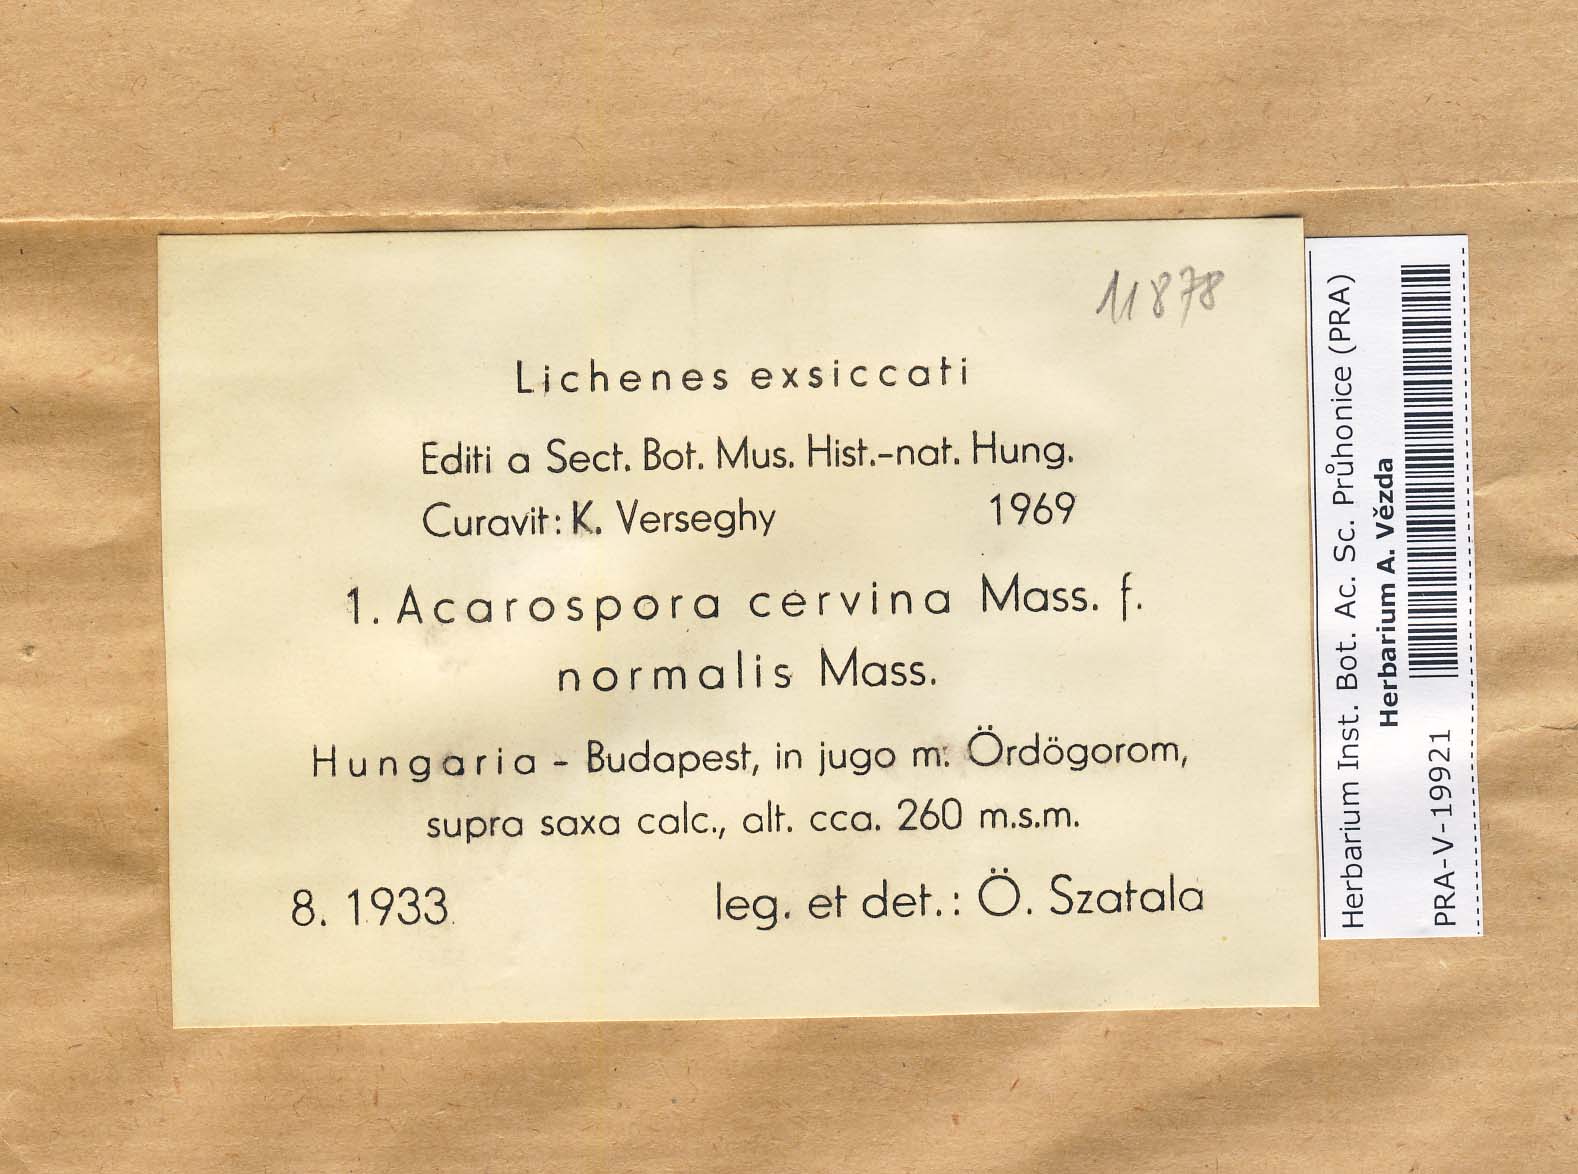 11878
Lichenes exsiccati
Editi a Sect. Bot. Mus. Hist.-nat. Hung.
Curavit: K. Verseghy 1969
1. Acarospora cervina Mass. f.
normalis Mass.
Hungaria - Budapest, in jugo m. Ördögorom,
supra saxa calc., alt. cca. 260 m.s.m.
8. 1933 leg. et det.: Ö. Szatala
Herbarium Inst. Bot. Ac. Sc. Průhonice (PRA)
Herbarium A. Vězda
PRA-V-19921